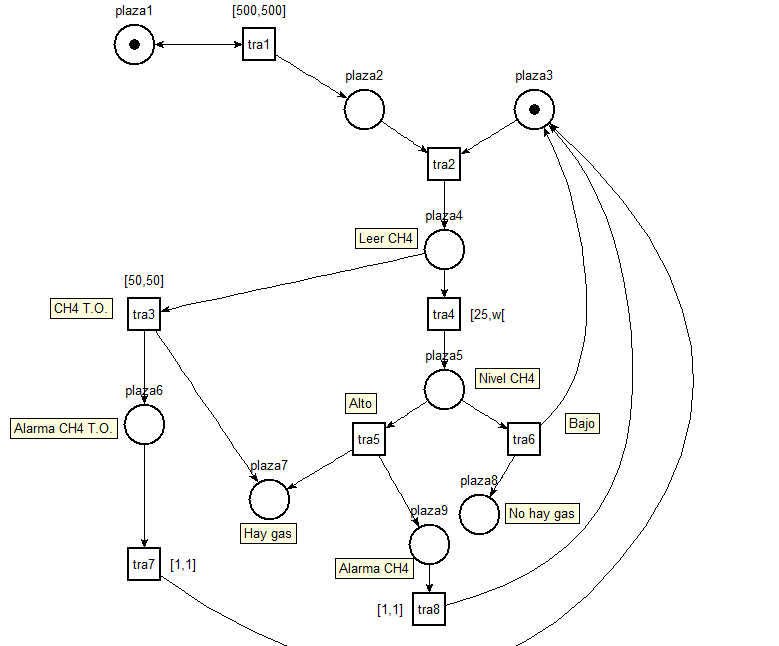 plaza1
[500,500]
tra1
plaza2
plaza3
tra2
plaza4
Leer CH4
[50,50]
CH4 T.O.
tra3
tra4
[25,w[
plaza5
Nivel CH4
plaza6
Alto
Alarma CH4 T.O.
tra5
tra6
Bajo
plaza7
plaza8
Hay gas
plaza9
No hay gas
tra7
[1,1]
Alarma CH4
[1,1]
tra8